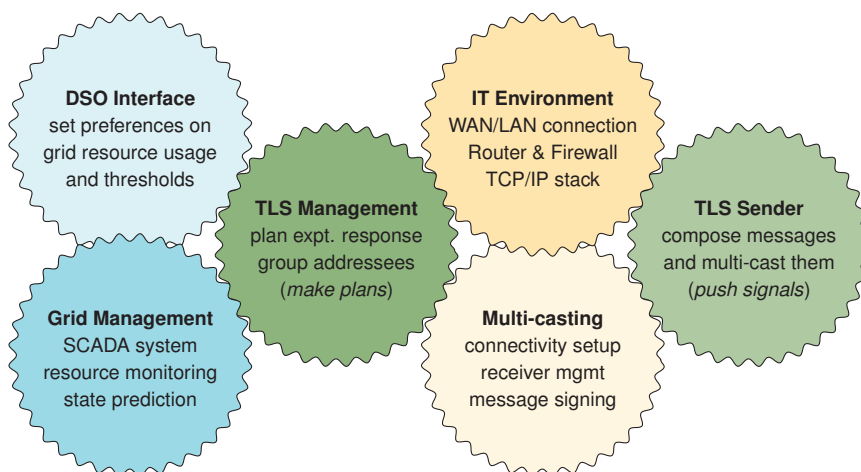 DSO Interface
set preferences on
grid resource usage
and thresholds
IT Environment
WAN/LAN connection
Router & Firewall
TCP/IP stack
TLS Management
plan expt. response
group addressees
(make plans)
TLS Sender
compose messages
and multi-cast them
(push signals)
Grid Management
SCADA system
resource monitoring
state prediction
Multi-casting
connectivity setup
receiver mgmt
message signing